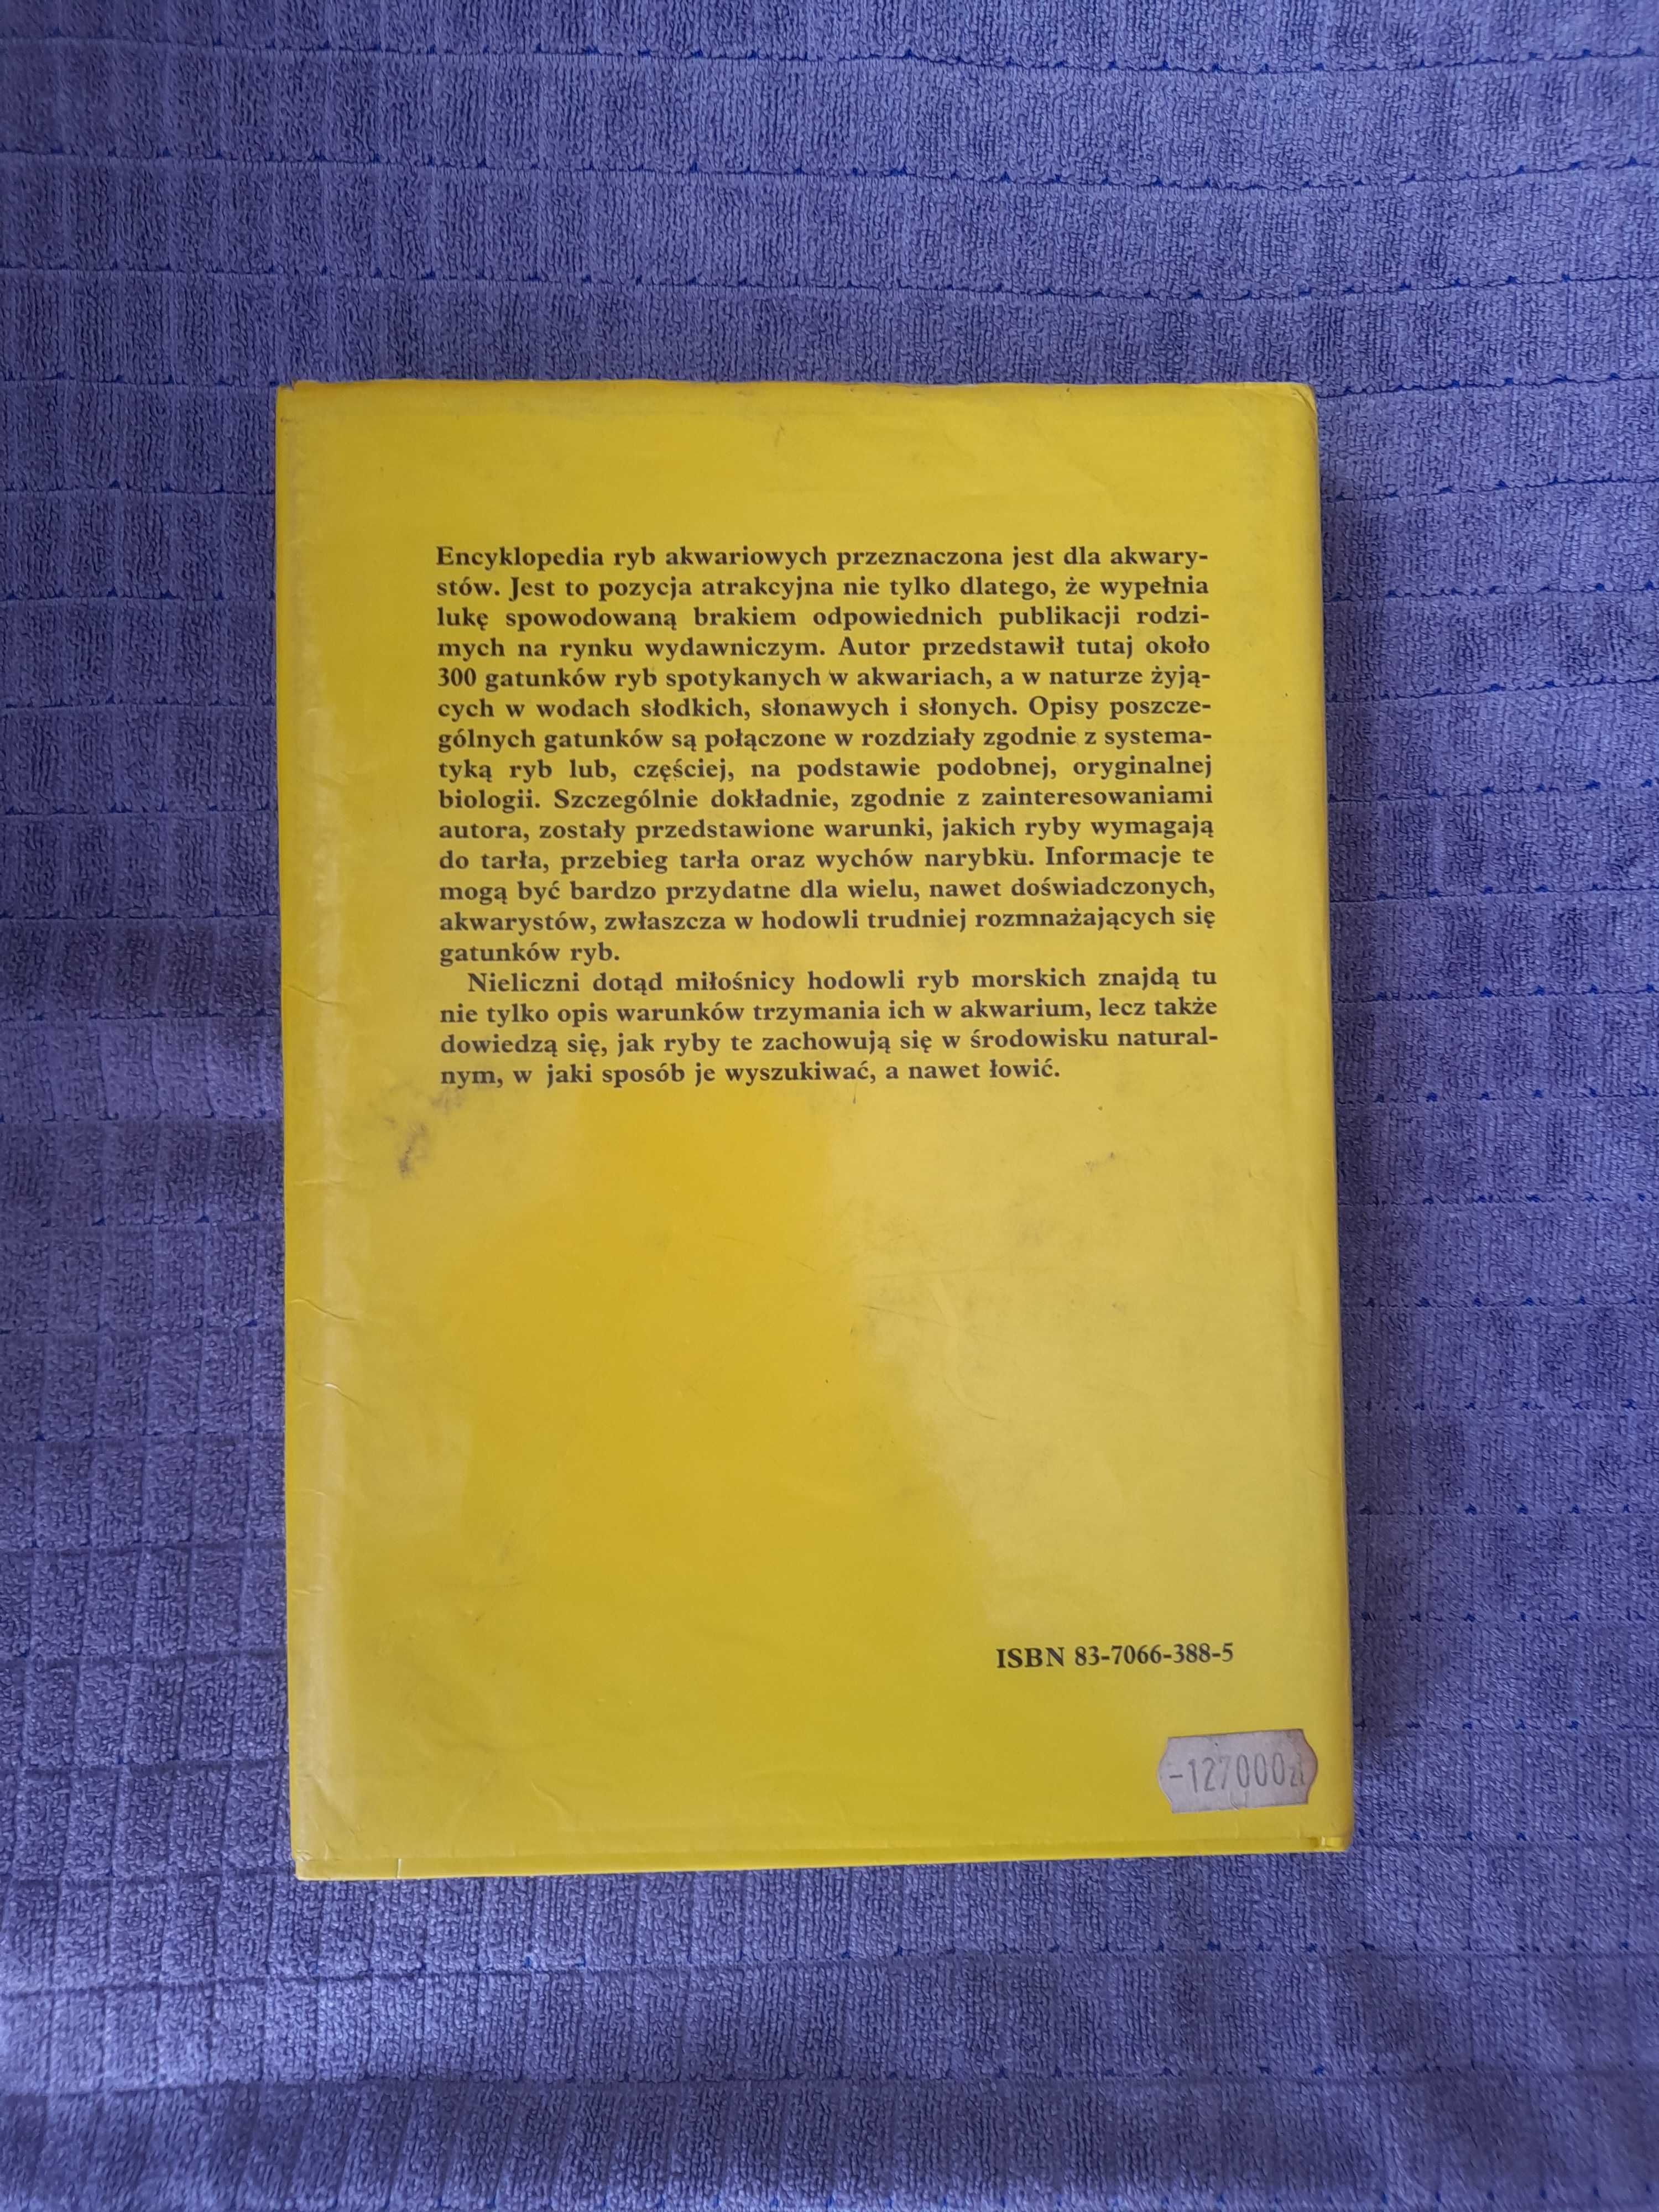 Encyklopedia ryb akwariowych przeznaczona jest dla akwary-
stów. Jest to pozycja atrakcyjna nie tylko dlatego, że wypełnia
lukę spowodowaną brakiem odpowiednich publikacji rodzi-
mych na rynku wydawniczym. Autor przedstawił tutaj około
300 gatunków ryb spotykanych w akwariach, a w naturze żyją-
cych w wodach słodkich, słonawych i słonych. Opisy poszcze-
gólnych gatunków są połączone w rozdziały zgodnie z systema-
tyką ryb lub, częściej, na podstawie podobnej, oryginalnej
biologii. Szczególnie dokładnie, zgodnie z zainteresowaniami
autora, zostały przedstawione warunki, jakich ryby wymagają
do tarła, przebieg tarła oraz wychów narybku. Informacje te
mogą być bardzo przydatne dla wielu, nawet doświadczonych,
akwarystów, zwłaszcza w hodowli trudniej rozmnażających się
gatunków ryb.
Nieliczni dotąd miłośnicy hodowli ryb morskich znajdą tu
nie tylko opis warunków trzymania ich w akwarium, lecz także
dowiedzą się, jak ryby te zachowują się w środowisku natural-
nym, w jaki sposób je wyszukiwać, a nawet łowić.
ISBN 83-7066-388-5
-127000zł